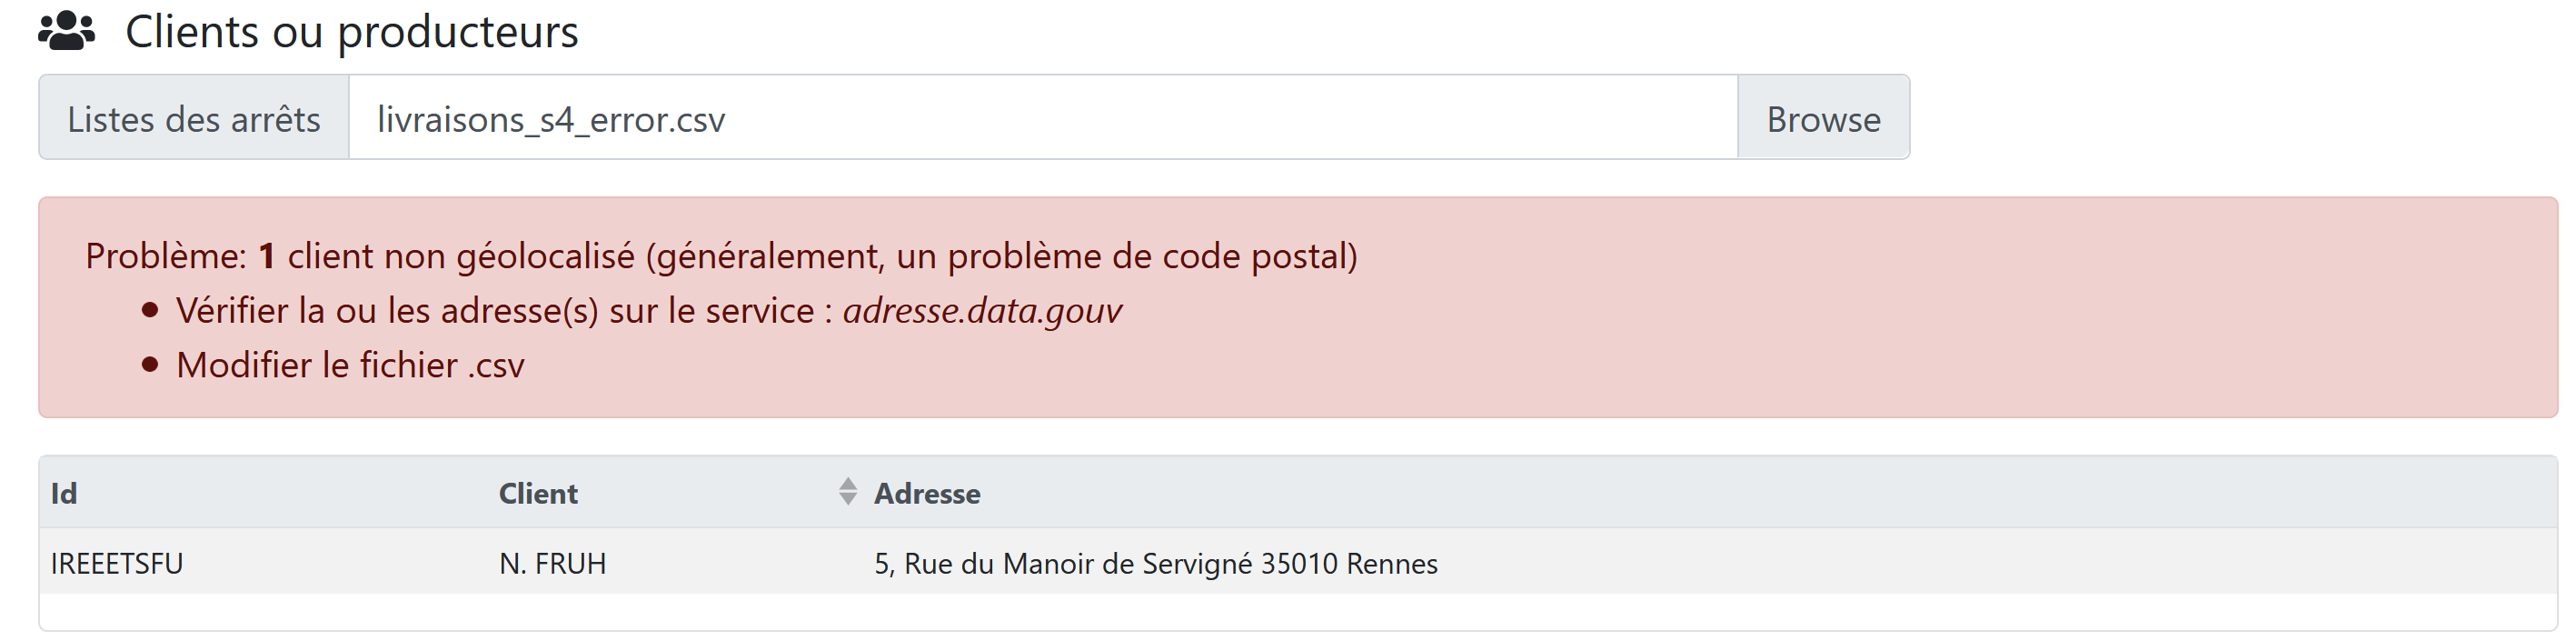 Clients ou producteurs
Listes des arrêts livraisons_s4_error.csv Browse
Problème: 1 client non géolocalisé (généralement, un problème de code postal)
• Vérifier la ou les adresse(s) sur le service : adresse.data.gouv
• Modifier le fichier .csv
Id Client Adresse
IREEETSFU N. FRUH 5, Rue du Manoir de Servigné 35010 Rennes